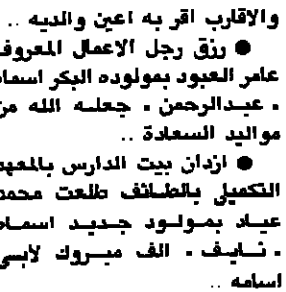 والاقارب اقر به اعين والديه ..
● رزق رجل الاعمال المعروف
عامر العبود بمولوده البكر اسماه
. عبدالرحمن . جعله الله من
مواليد السعادة ..
● ازدان بيت الدارس بالمعهد
التكميلي بالطائف طلعت محمد
عياد بمولود جديد اسماه
. نايف . الف مبروك لابي
اسامه ..